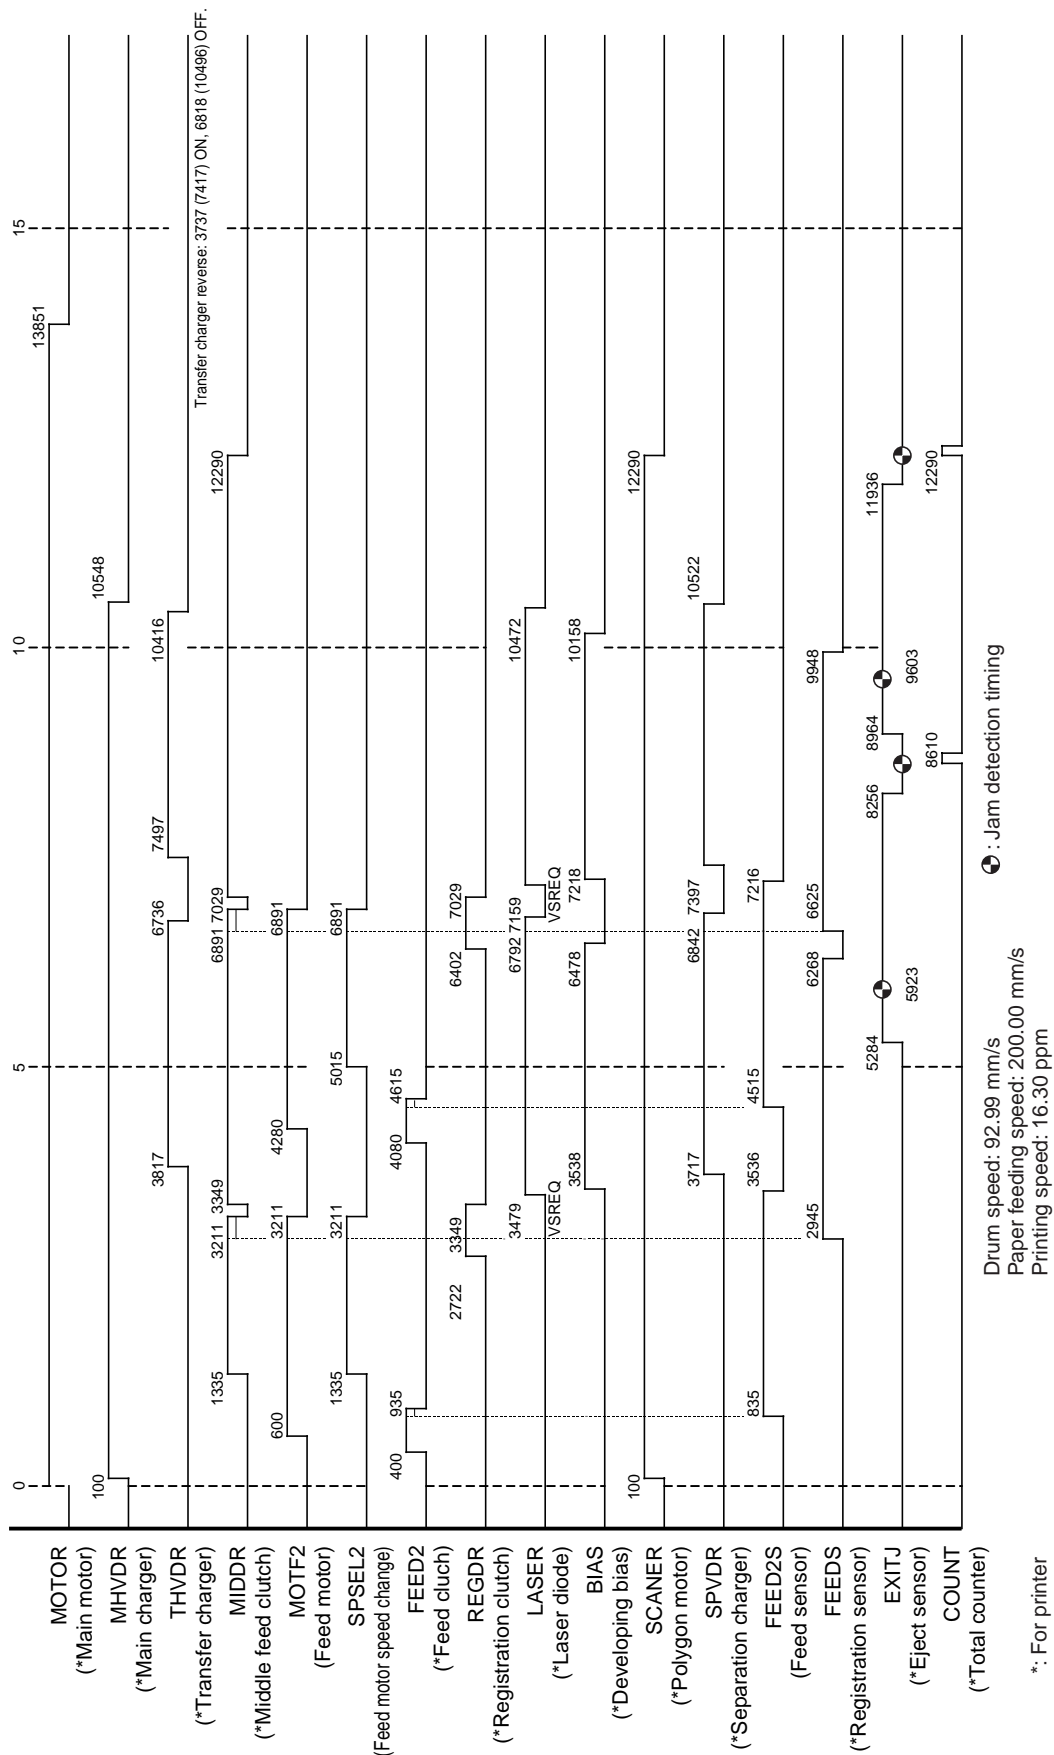 0
5
10
15
MOTOR
(*Main motor)
13851
MHVDR
(*Main charger)
100
10548
THVDR
(*Transfer charger)
3817
6736
7497
10416
Transfer charger reverse: 3737 (7417) ON, 6818 (10496) OFF.
MIDDR
(*Middle feed clutch)
1335
3211
3349
6891
7029
12290
MOTF2
(Feed motor)
600
3211
4280
6891
SPSEL2
(Feed motor speed change)
1335
3211
5015
6891
FEED2
(*Feed cluch)
400
935
4080
4615
REGDR
(*Registration clutch)
2722
3349
6402
7029
LASER
(*Laser diode)
3479
6792
7159
10472
VSREQ
VSREQ
BIAS
(*Developing bias)
3538
6478
7218
10158
SCANER
(*Polygon motor)
100
12290
SPVDR
(*Separation charger)
3717
6842
7397
10522
FEED2S
(Feed sensor)
835
3536
4515
7216
FEEDS
(*Registration sensor)
2945
6268
6625
9948
EXITJ
(*Eject sensor)
5284
5923
8256
8964
9603
11936
COUNT
(*Total counter)
8610
12290
*: For printer
Drum speed: 92.99 mm/s
Paper feeding speed: 200.00 mm/s
Printing speed: 16.30 ppm
: Jam detection timing